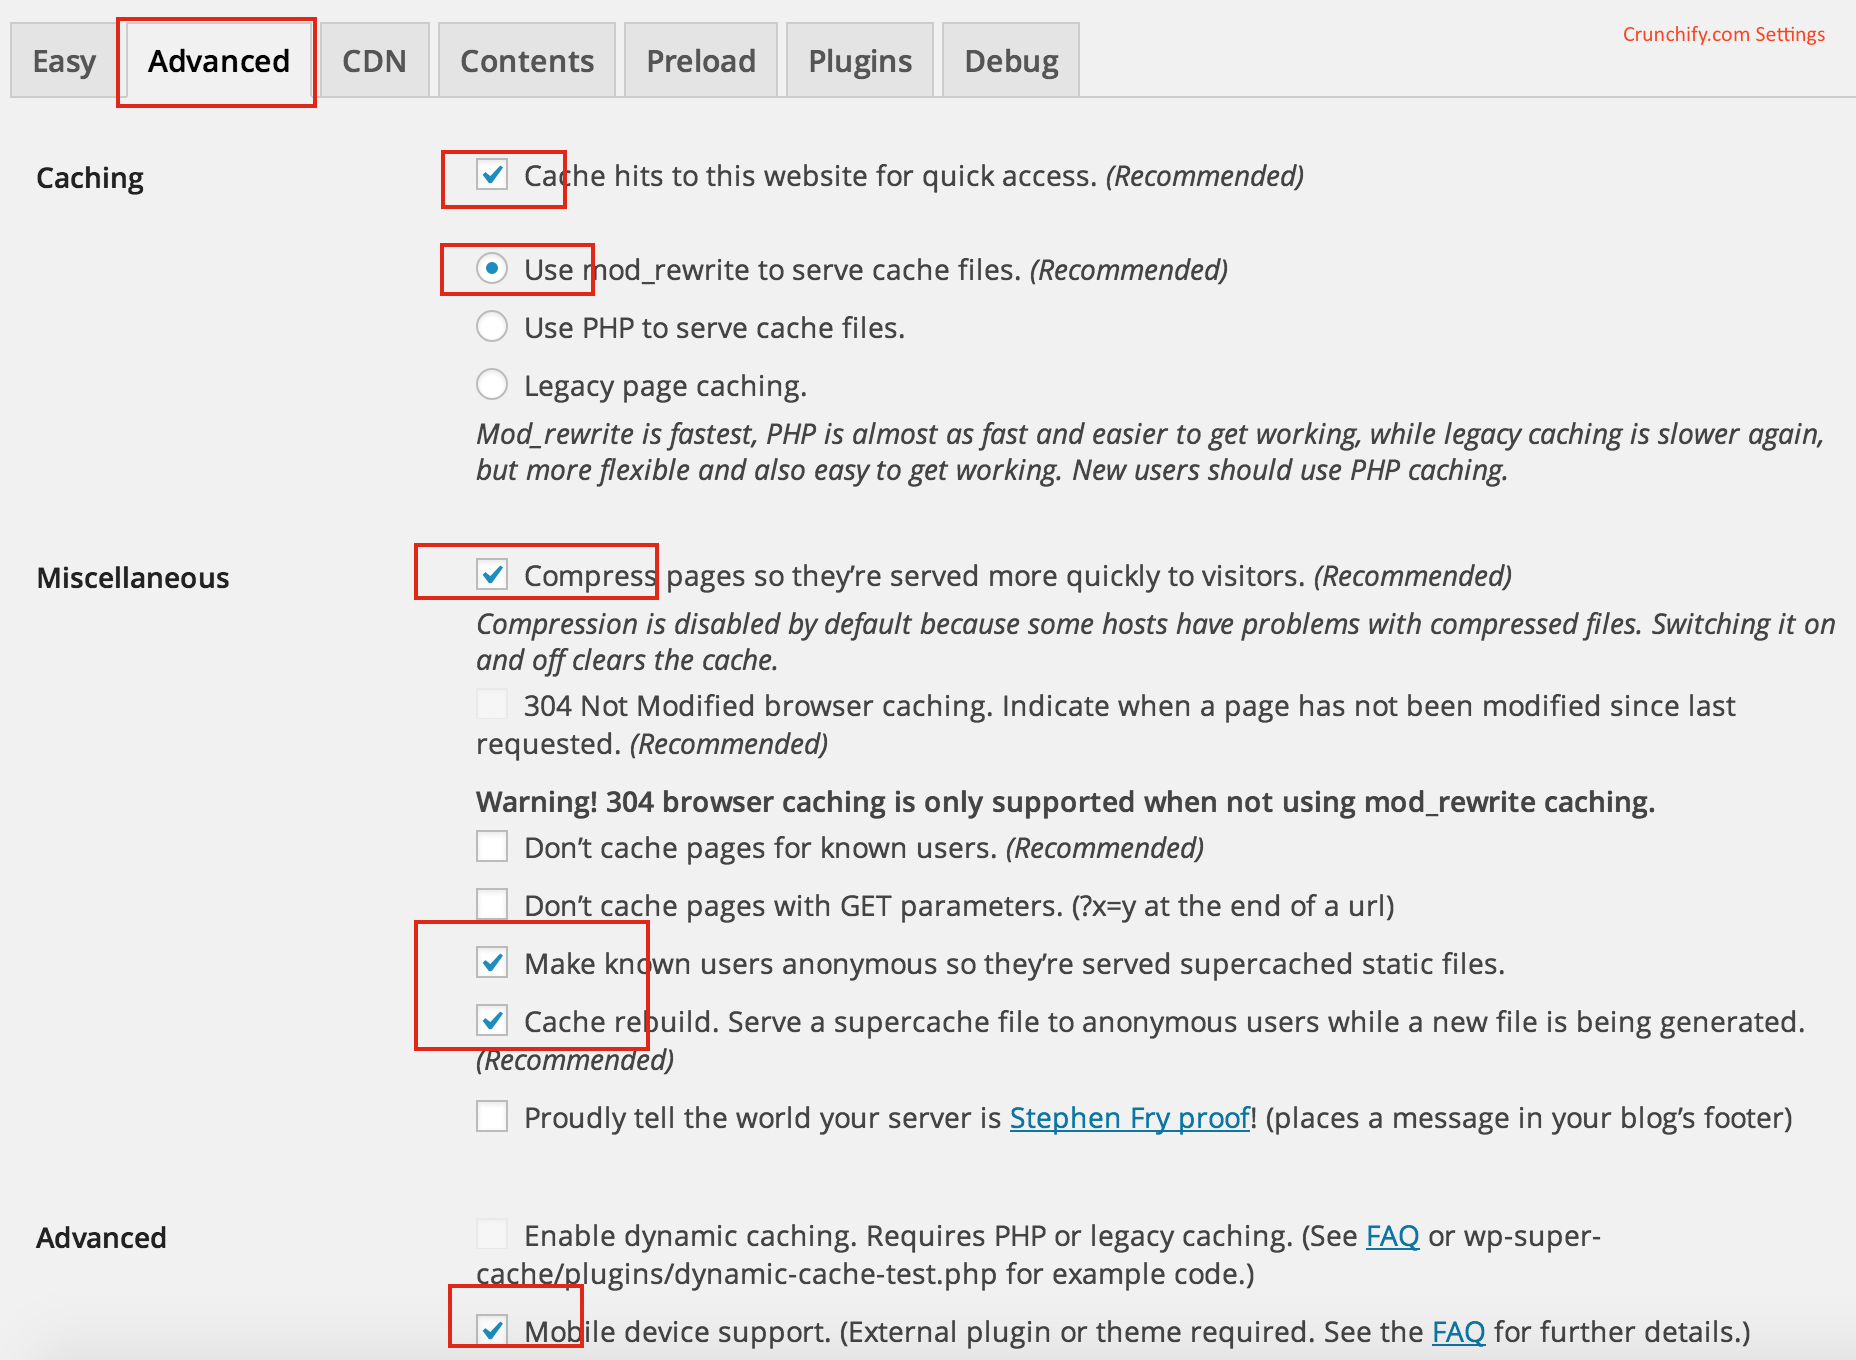 Easy Advanced CDN Contents Preload Plugins Debug
Crunchify.com Settings
Caching
Cache hits to this website for quick access. (Recommended)
Use mod_rewrite to serve cache files. (Recommended)
Use PHP to serve cache files.
Legacy page caching.
Mod_rewrite is fastest, PHP is almost as fast and easier to get working, while legacy caching is slower again,
but more flexible and also easy to get working. New users should use PHP caching.
Miscellaneous
Compress pages so they’re served more quickly to visitors. (Recommended)
Compression is disabled by default because some hosts have problems with compressed files. Switching it on
and off clears the cache.
304 Not Modified browser caching. Indicate when a page has not been modified since last
requested. (Recommended)
Warning! 304 browser caching is only supported when not using mod_rewrite caching.
Don’t cache pages for known users. (Recommended)
Don’t cache pages with GET parameters. (?x=y at the end of a url)
Make known users anonymous so they’re served supercached static files.
Cache rebuild. Serve a supercache file to anonymous users while a new file is being generated.
(Recommended)
Proudly tell the world your server is Stephen Fry proof! (places a message in your blog’s footer)
Advanced
Enable dynamic caching. Requires PHP or legacy caching. (See FAQ or wp-super-
cache/plugins/dynamic-cache-test.php for example code.)
Mobile device support. (External plugin or theme required. See the FAQ for further details.)